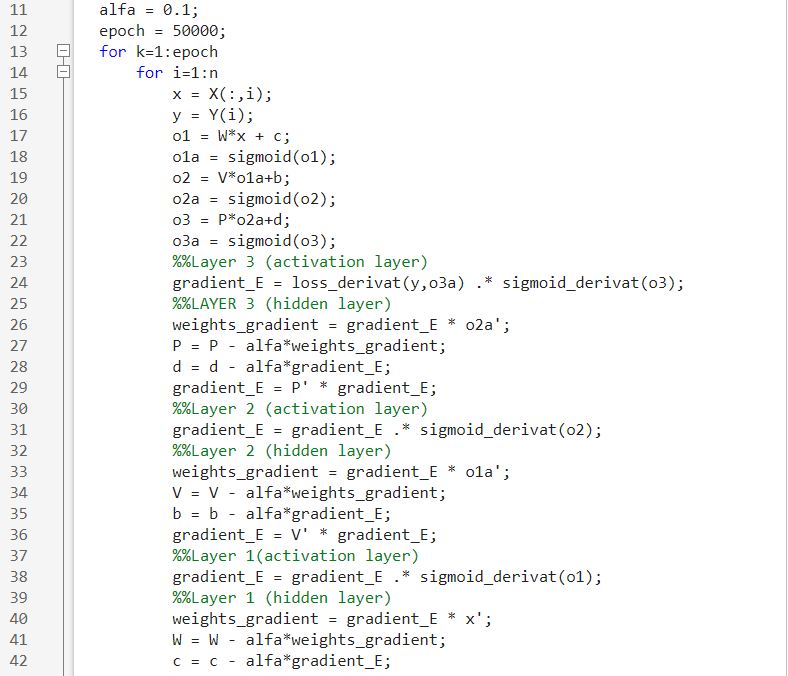 11 alfa = 0.1;
12 epoch = 50000;
13 for k=1:epoch
14 for i=1:n
15 x = X(:,i);
16 y = Y(i);
17 o1 = W*x + c;
18 o1a = sigmoid(o1);
19 o2 = V*o1a+b;
20 o2a = sigmoid(o2);
21 o3 = P*o2a+d;
22 o3a = sigmoid(o3);
23 %%Layer 3 (activation layer)
24 gradient_E = loss_derivat(y,o3a) .* sigmoid_derivat(o3);
25 %%LAYER 3 (hidden layer)
26 weights_gradient = gradient_E * o2a';
27 P = P - alfa*weights_gradient;
28 d = d - alfa*gradient_E;
29 gradient_E = P' * gradient_E;
30 %%Layer 2 (activation layer)
31 gradient_E = gradient_E .* sigmoid_derivat(o2);
32 %%Layer 2 (hidden layer)
33 weights_gradient = gradient_E * o1a';
34 V = V - alfa*weights_gradient;
35 b = b - alfa*gradient_E;
36 gradient_E = V' * gradient_E;
37 %%Layer 1(activation layer)
38 gradient_E = gradient_E .* sigmoid_derivat(o1);
39 %%Layer 1 (hidden layer)
40 weights_gradient = gradient_E * x';
41 W = W - alfa*weights_gradient;
42 c = c - alfa*gradient_E;